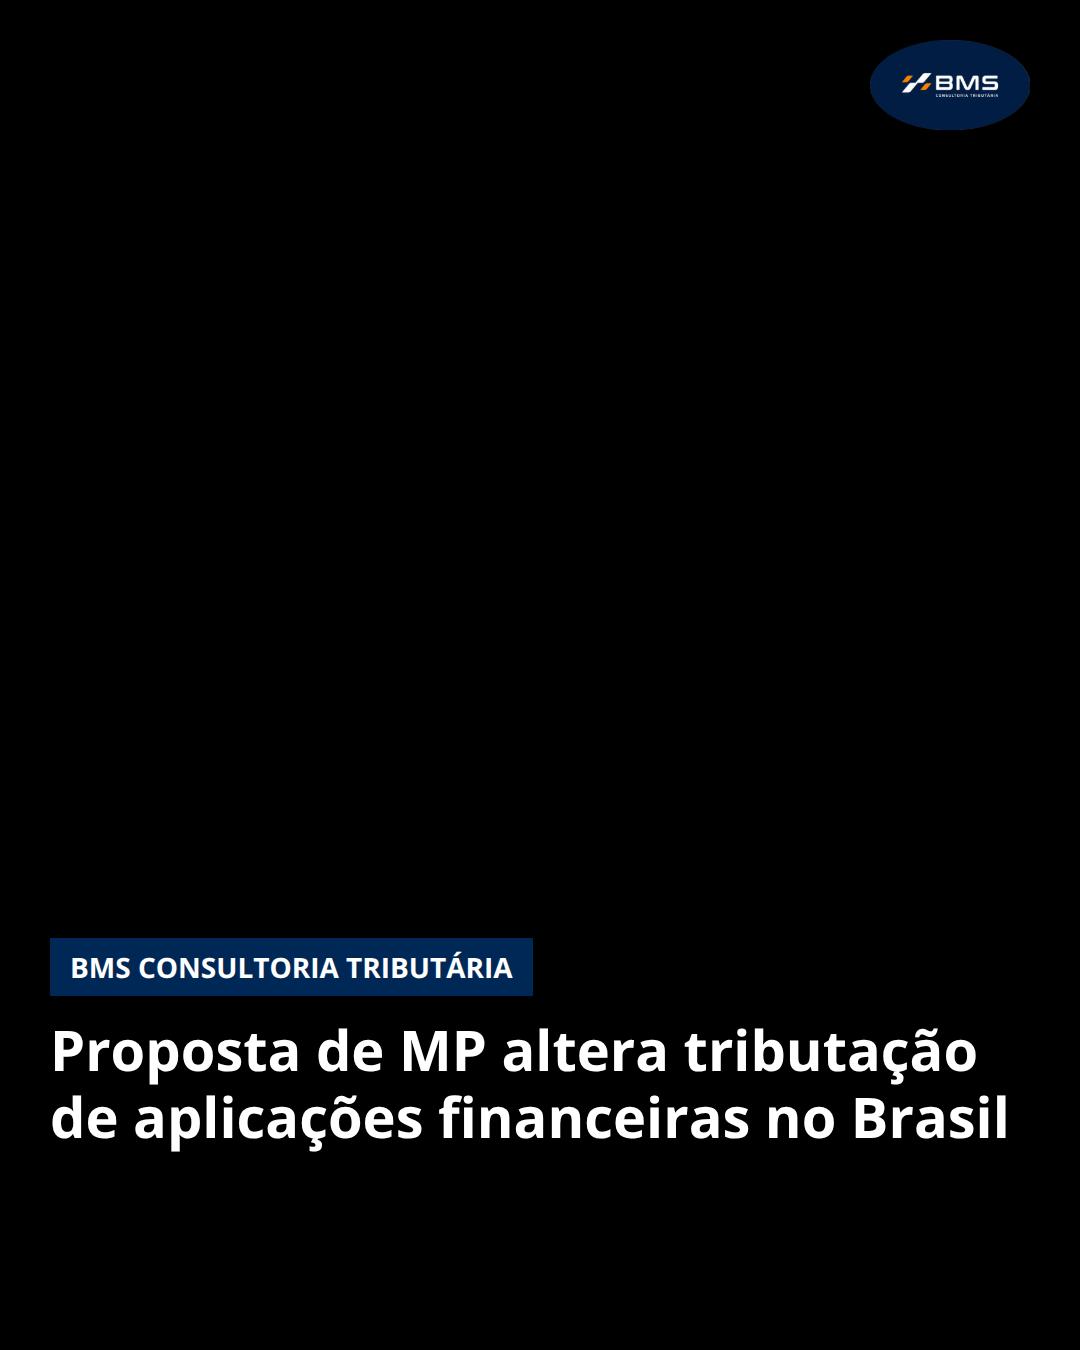 BMS
CONSULTORIA TRIBUTÁRIA
BMS CONSULTORIA TRIBUTÁRIA
Proposta de MP altera tributação
de aplicações financeiras no Brasil